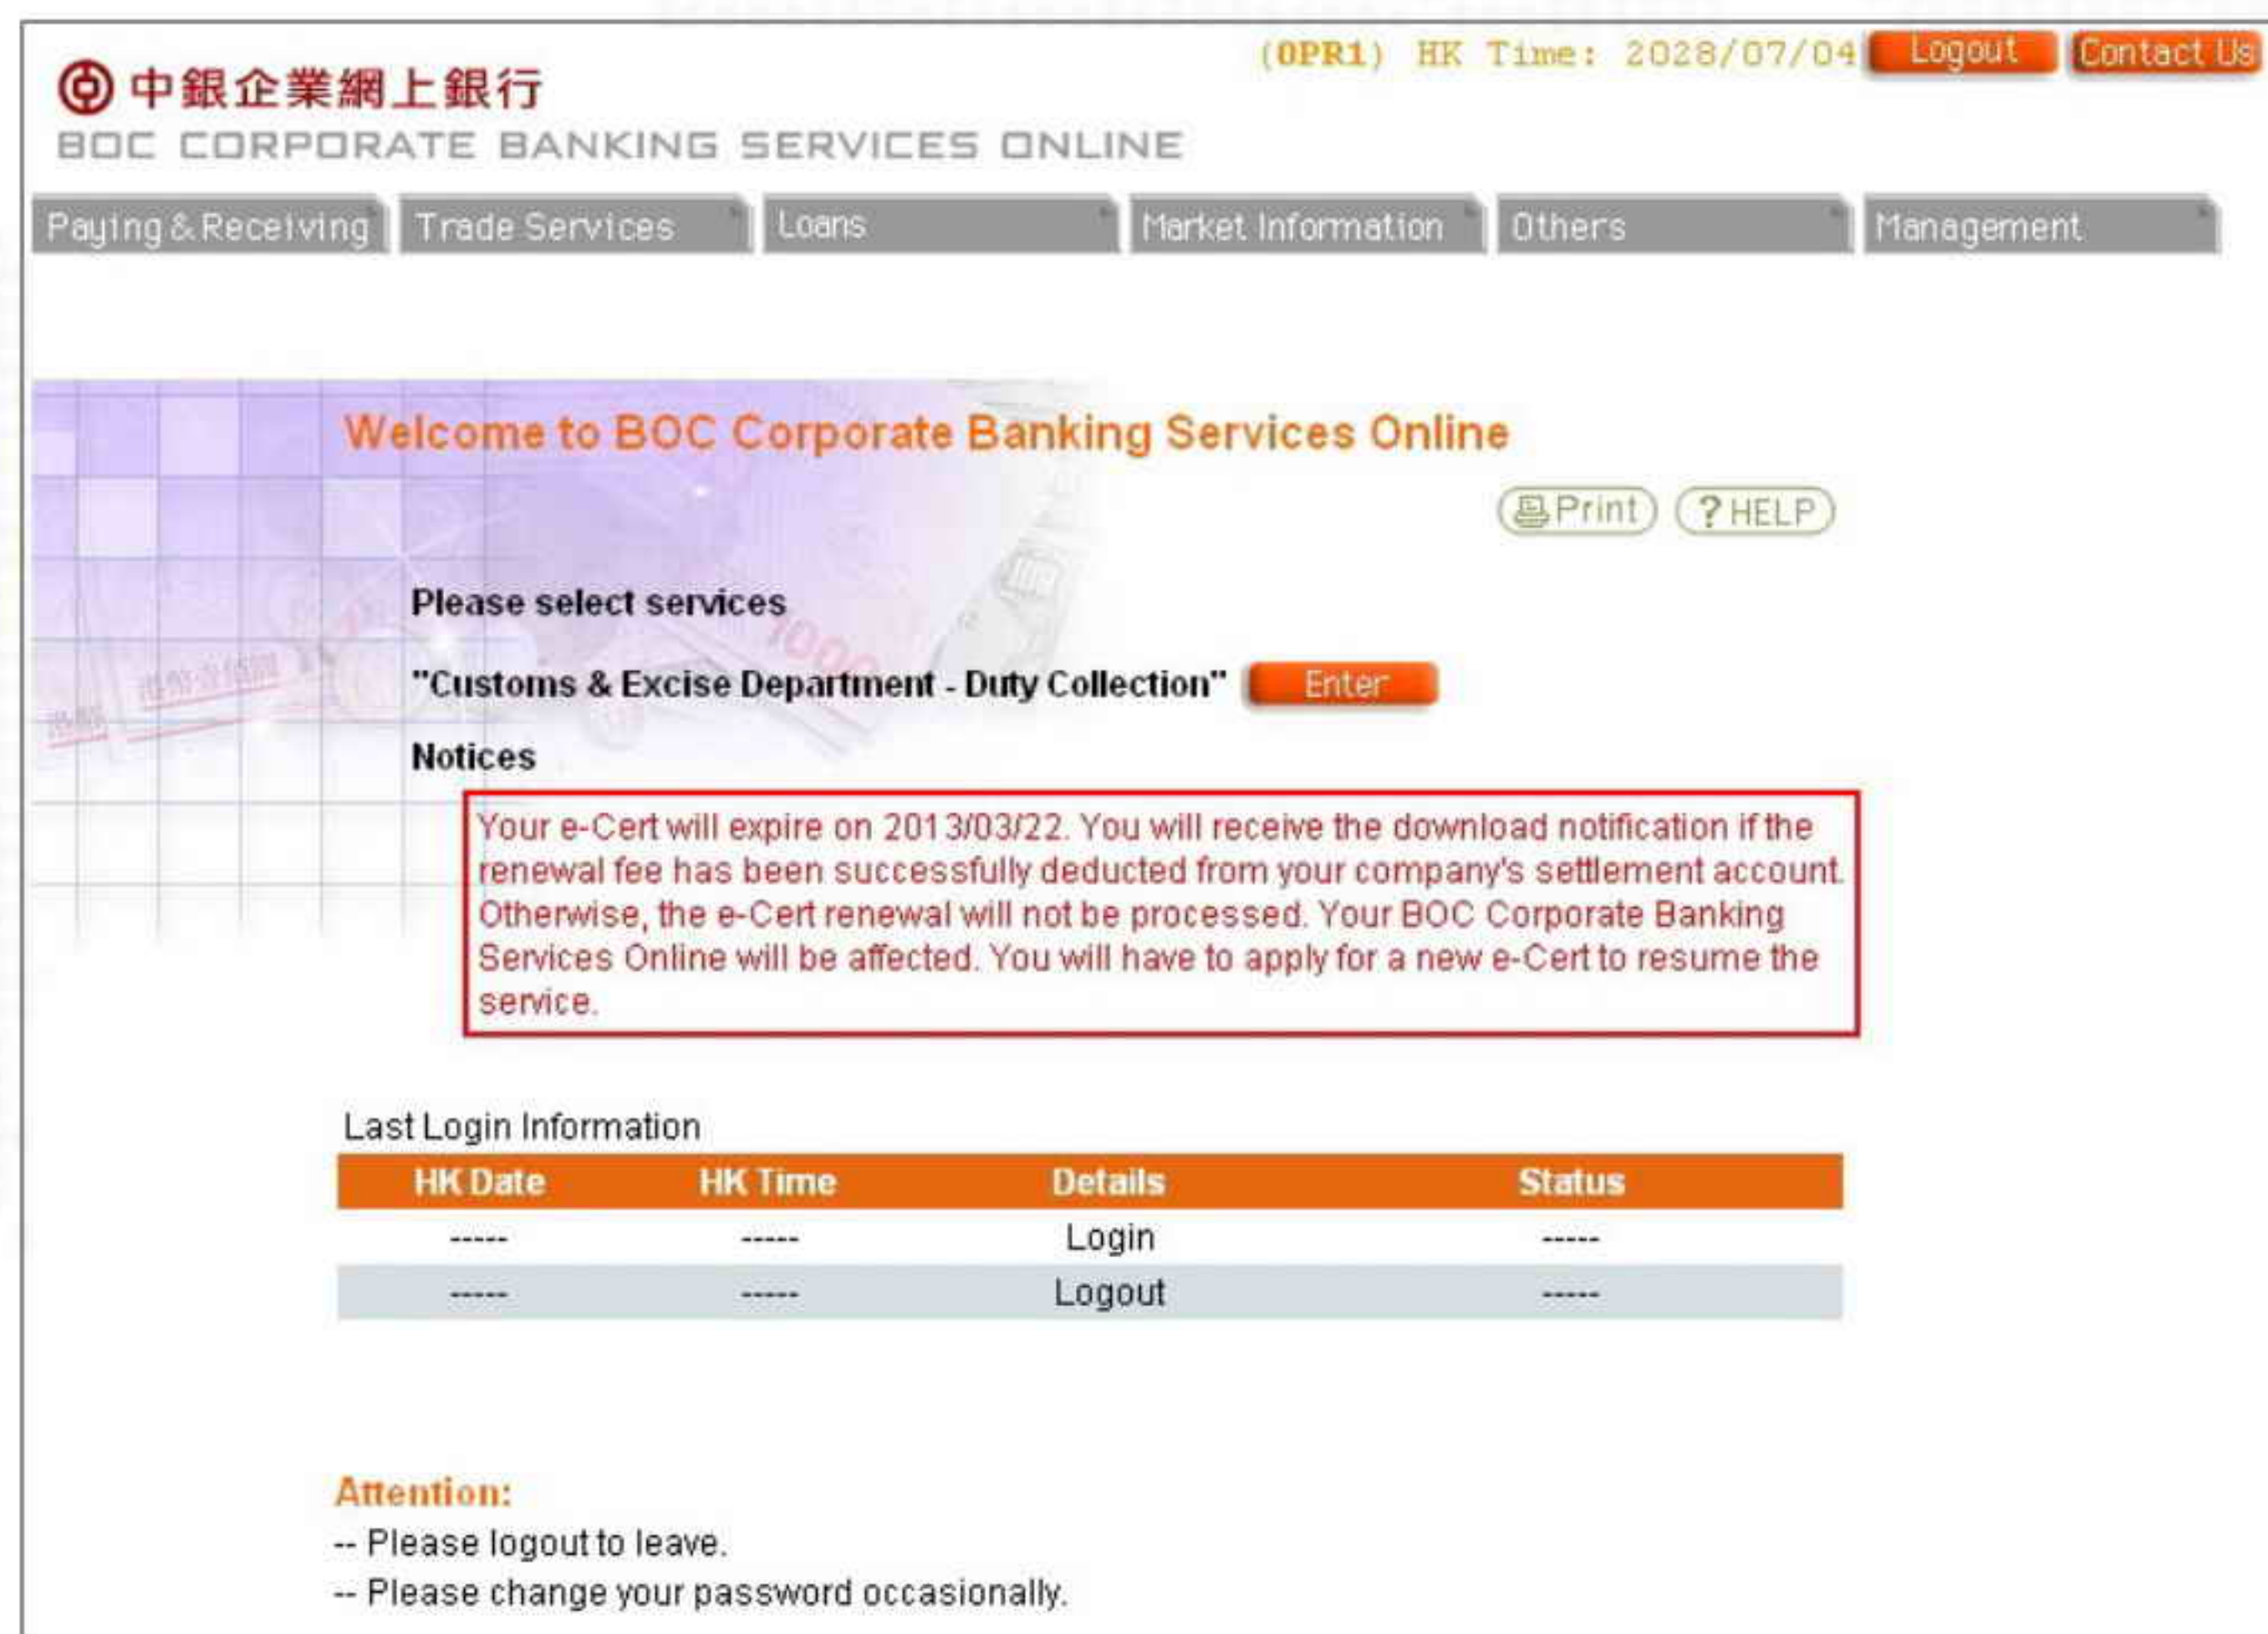 (OPR1) HK Time: 2028/07/04 Logout Contact Us
中銀企業網上銀行
BOC CORPORATE BANKING SERVICES ONLINE
Paying & Receiving Trade Services Loans Market Information Others Management
Welcome to BOC Corporate Banking Services Online
Print ? HELP
Please select services
1000
"Customs & Excise Department - Duty Collection" Enter
Notices
Your e-Cert will expire on 2013/03/22. You will receive the download notification if the
renewal fee has been successfully deducted from your company's settlement account.
Otherwise, the e-Cert renewal will not be processed. Your BOC Corporate Banking
Services Online will be affected. You will have to apply for a new e-Cert to resume the
service.
Last Login Information
HK Date HK Time Details Status
----- ----- Login -----
----- ----- Logout -----
Attention:
-- Please logout to leave.
-- Please change your password occasionally.